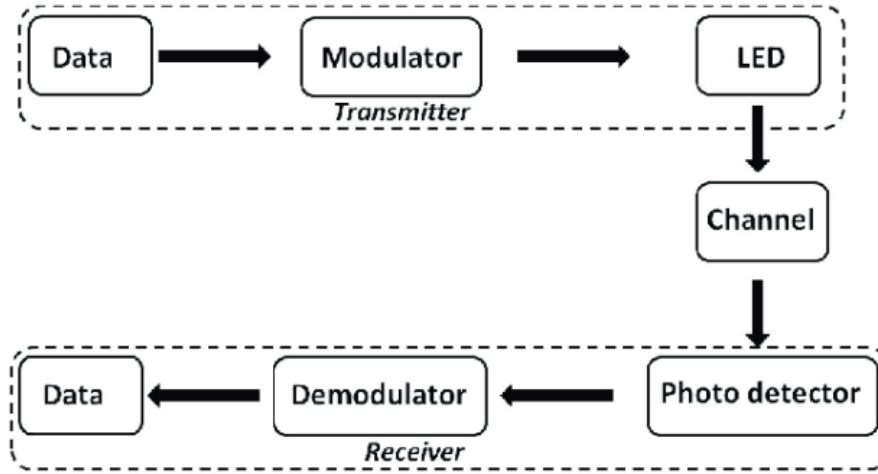 Data
Modulator
LED
Transmitter
Channel
Photo detector
Demodulator
Data
Receiver